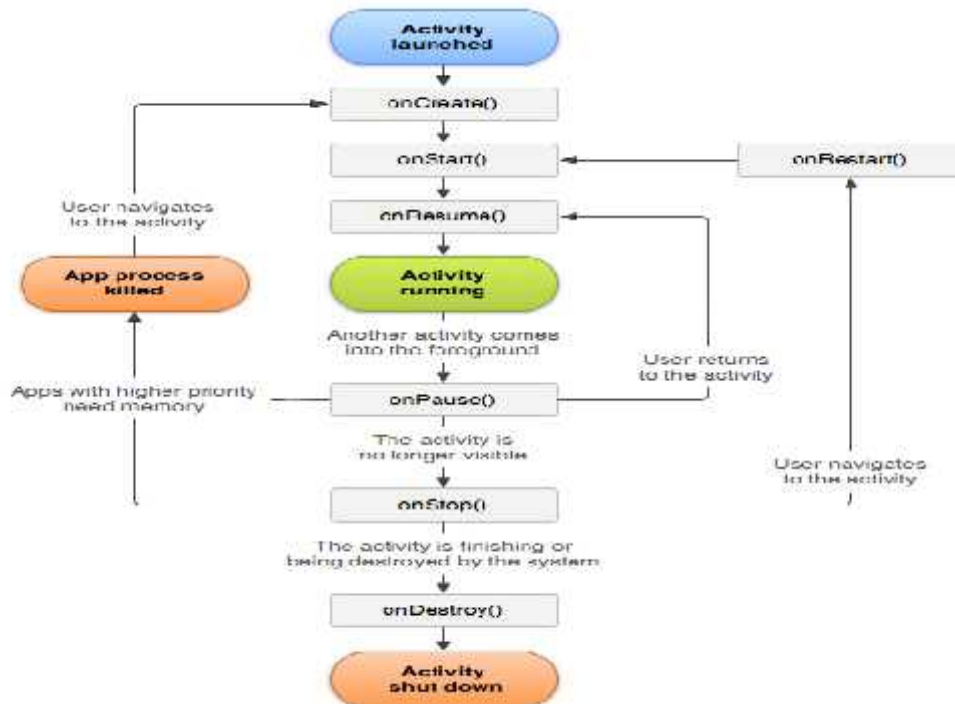 Activity
launched
onCreate()
onStart()
onRestart()
User navigates
to the activity
onResume()
App process
killed
Activity
running
Another activity comes
into the foreground
User returns
to the activity
Apps with higher priority
need memory
onPause()
The activity is
no longer visible
User navigates
to the activity
onStop()
The activity is finishing or
being destroyed by the system
onDestroy()
Activity
shut down